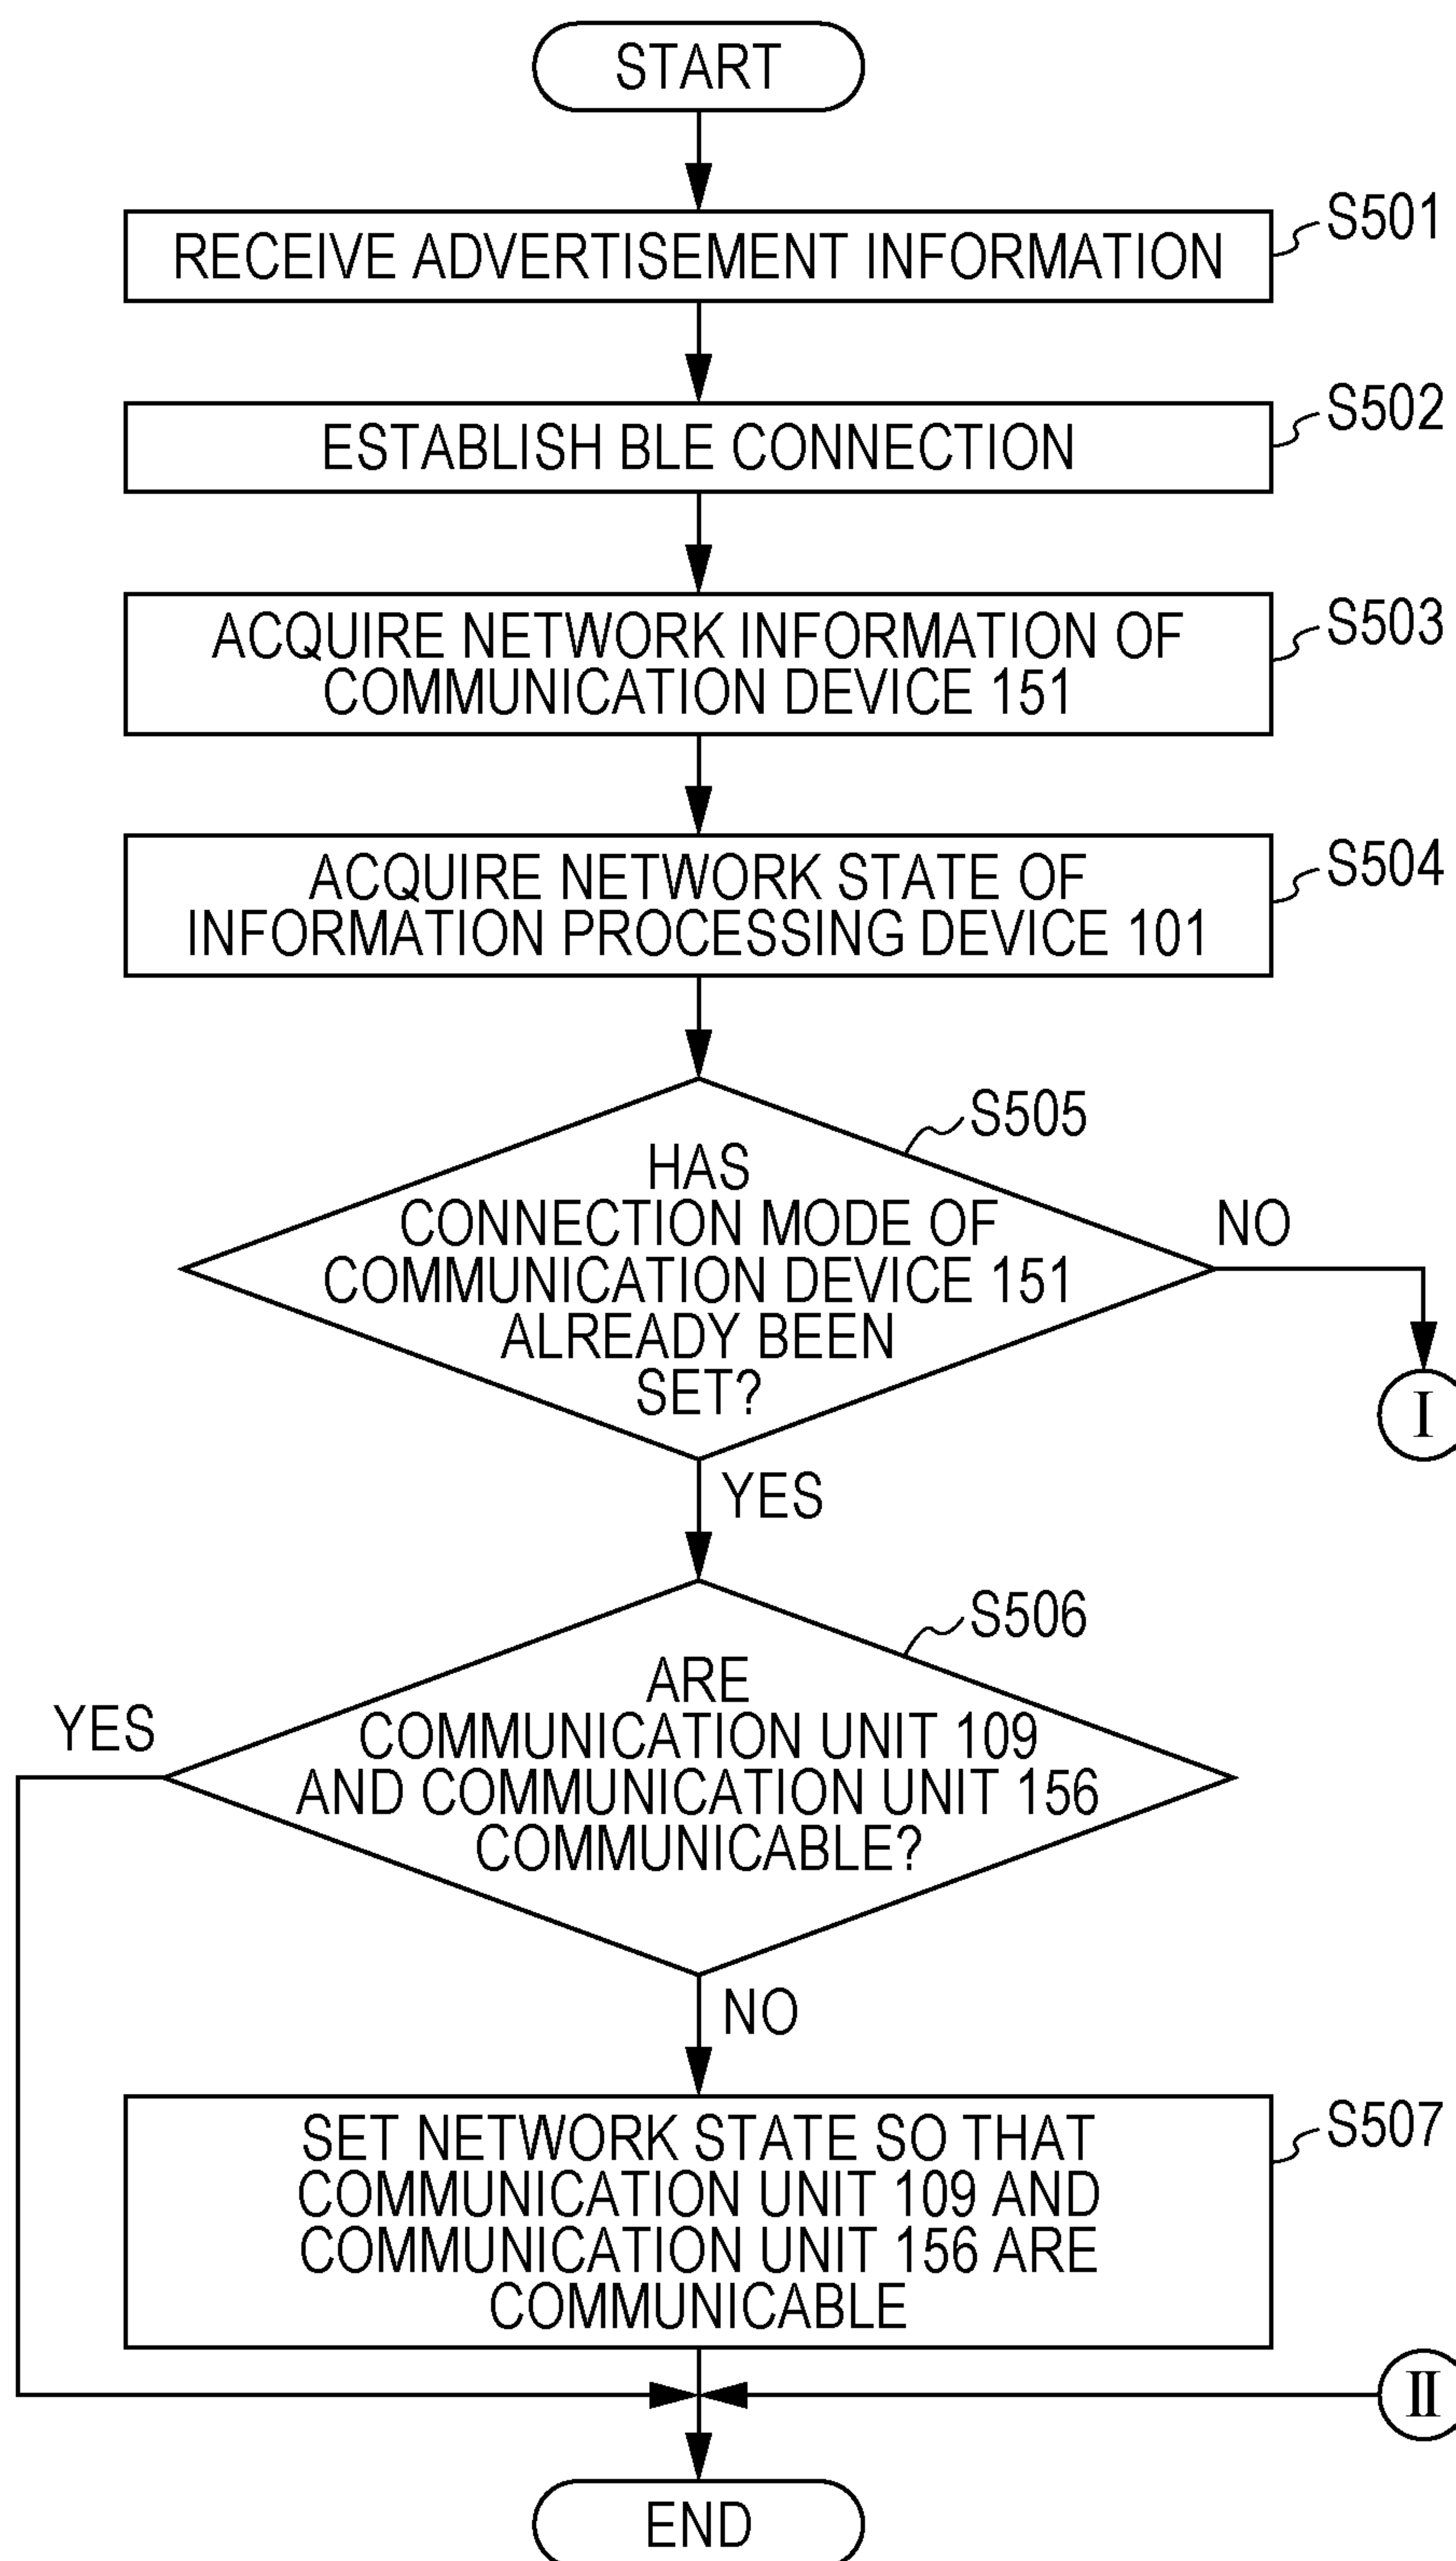 START
RECEIVE ADVERTISEMENT INFORMATION
S501
ESTABLISH BLE CONNECTION
S502
ACQUIRE NETWORK INFORMATION OF
COMMUNICATION DEVICE 151
S503
ACQUIRE NETWORK STATE OF
INFORMATION PROCESSING DEVICE 101
S504
S505
HAS
CONNECTION MODE OF
COMMUNICATION DEVICE 151
ALREADY BEEN
SET?
NO
I
YES
S506
ARE
COMMUNICATION UNIT 109
AND COMMUNICATION UNIT 156
COMMUNICABLE?
YES
NO
SET NETWORK STATE SO THAT
COMMUNICATION UNIT 109 AND
COMMUNICATION UNIT 156 ARE
COMMUNICABLE
S507
II
END